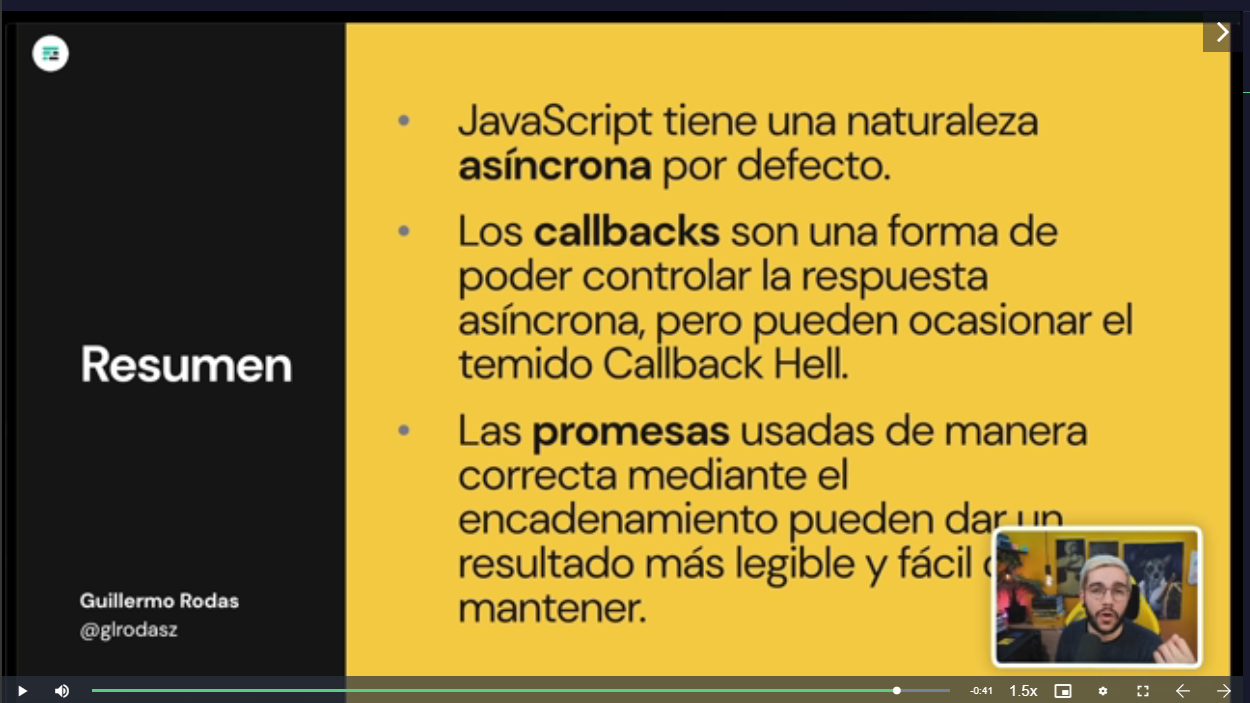 JavaScript tiene una naturaleza
asíncrona por defecto.
Los callbacks son una forma de
poder controlar la respuesta
asíncrona, pero pueden ocasionar el
temido Callback Hell.
Resumen
Las promesas usadas de manera
correcta mediante el
encadenamiento pueden dar un
resultado más legible y fácil
mantener.
Guillermo Rodas
@glrodasz
-0:41
1.5x